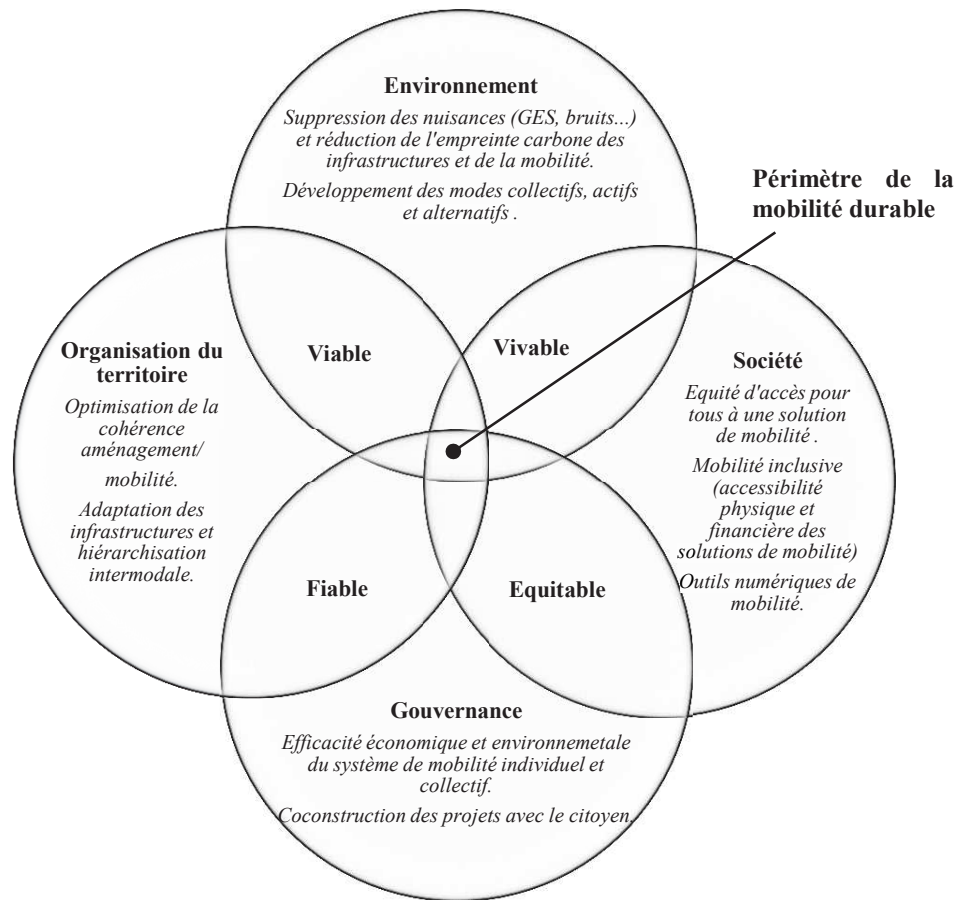 Environnement
Suppression des nuisances (GES, bruits...)
et réduction de l'empreinte carbone des
infrastructures et de la mobilité.
Développement des modes collectifs, actifs
et alternatifs .
Périmètre de la
mobilité durable
Organisation du
territoire
Optimisation de la
cohérence
aménagement/
mobilité.
Adaptation des
infrastructures et
hiérarchisation
intermodale.
Viable
Vivable
Société
Equité d'accès pour
tous à une solution
de mobilité .
Mobilité inclusive
(accessibilité
physique et
financière des
solutions de mobilité)
Outils numériques de
mobilité.
Fiable
Equitable
Gouvernance
Efficacité économique et environnemetale
du système de mobilité individuel et
collectif.
Coconstruction des projets avec le citoyen.